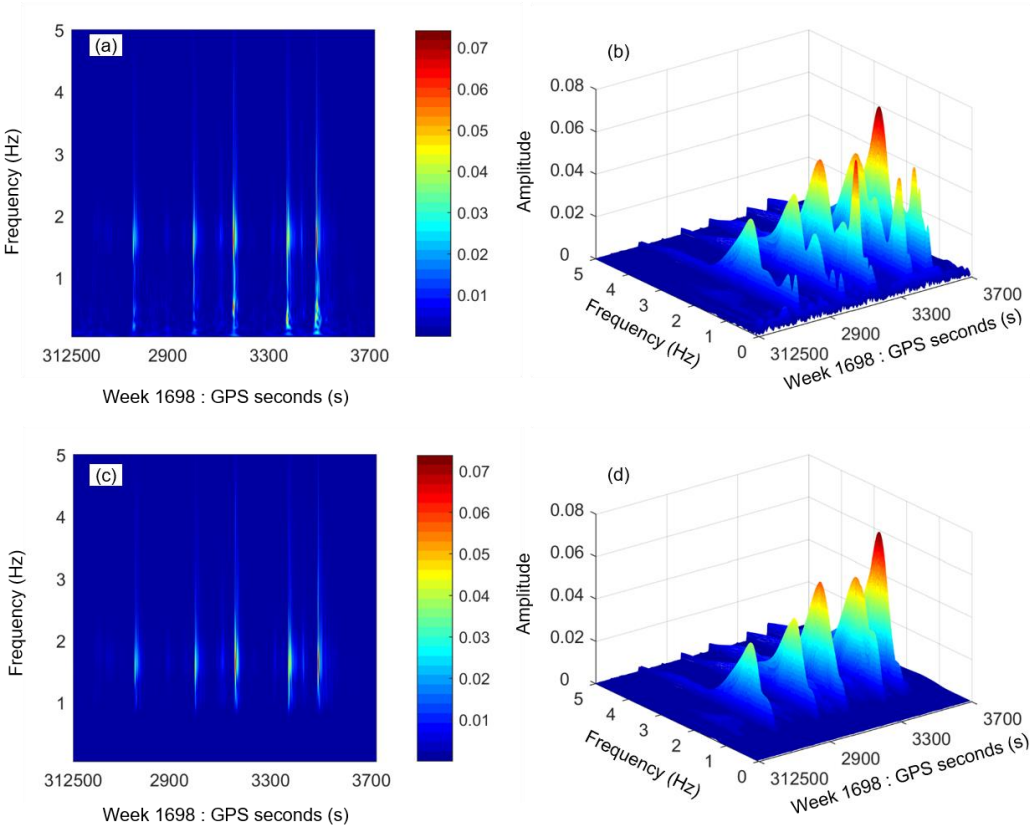 (a)
5
4
3
2
1
Frequency (Hz)
312500 2900 3300 3700
Week 1698 : GPS seconds (s)
0.07
0.06
0.05
0.04
0.03
0.02
0.01
(b)
0.08
0.06
0.04
0.02
0
Amplitude
5 4 3 2 1 0
Frequency (Hz)
312500 2900 3300 3700
Week 1698 : GPS seconds (s)
(c)
5
4
3
2
1
Frequency (Hz)
312500 2900 3300 3700
Week 1698 : GPS seconds (s)
0.07
0.06
0.05
0.04
0.03
0.02
0.01
(d)
0.08
0.06
0.04
0.02
0
Amplitude
5 4 3 2 1 0
Frequency (Hz)
312500 2900 3300 3700
Week 1698 : GPS seconds (s)